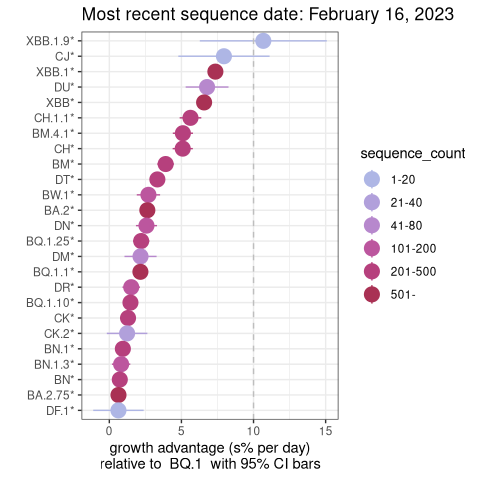 Most recent sequence date: February 16, 2023
XBB.1.9*
CJ*
XBB.1*
DU*
XBB*
CH.1.1*
BM.4.1*
CH*
BM*
DT*
BW.1*
BA.2*
DN*
BQ.1.25*
DM*
BQ.1.1*
DR*
BQ.1.10*
CK*
CK.2*
BN.1*
BN.1.3*
BN*
BA.2.75*
DF.1*
0 5 10 15
growth advantage (s% per day)
relative to BQ.1 with 95% CI bars
sequence_count
1-20
21-40
41-80
101-200
201-500
501-